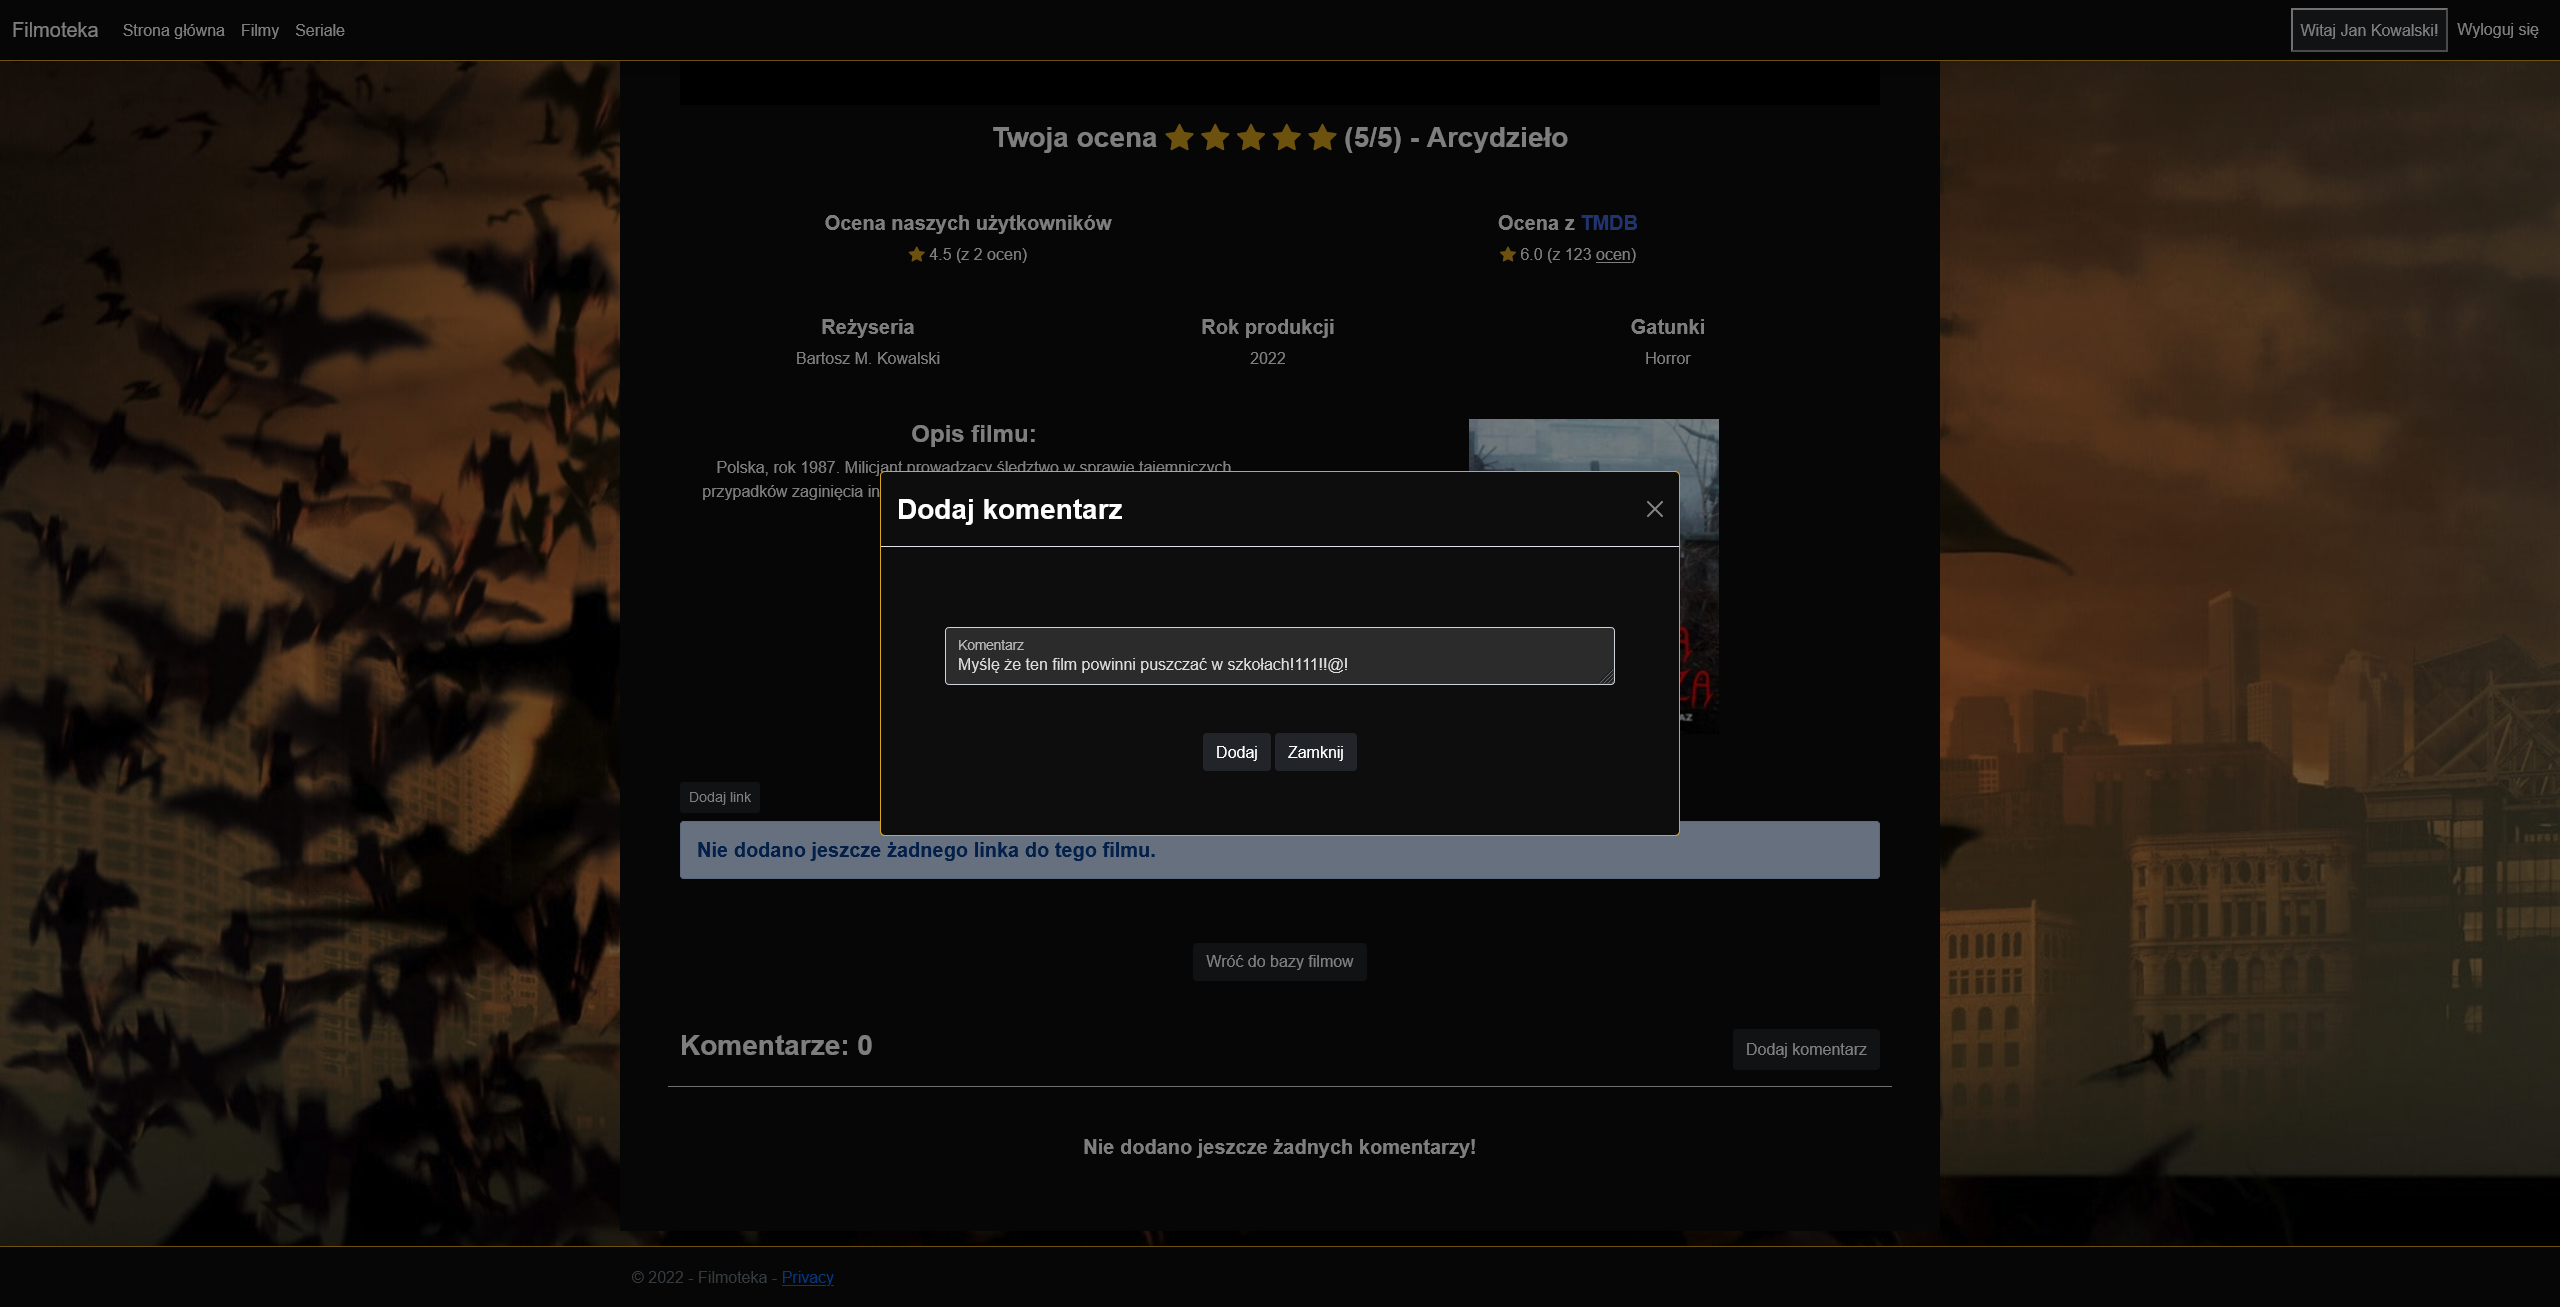 Filmoteka Strona główna Filmy Seriale Witaj Jan Kowalski! Wyloguj się
Twoja ocena (5/5) - Arcydzieło
Ocena naszych użytkowników Ocena z TMDB
4.5 (z 2 ocen) 6.0 (z 123 ocen)
Reżyseria Rok produkcji Gatunki
Bartosz M. Kowalski 2022 Horror
Opis filmu:
Polska, rok 1987. Milicjant prowadzący śledztwo w sprawie tajemniczych
przypadków zaginięcia
Dodaj komentarz
Komentarz
Myślę że ten film powinni puszczać w szkołach!111!!@!
Dodaj Zamknij
Dodaj link
Nie dodano jeszcze żadnego linka do tego filmu.
Wróć do bazy filmow
Komentarze: 0 Dodaj komentarz
Nie dodano jeszcze żadnych komentarzy!
© 2022 - Filmoteka - Privacy